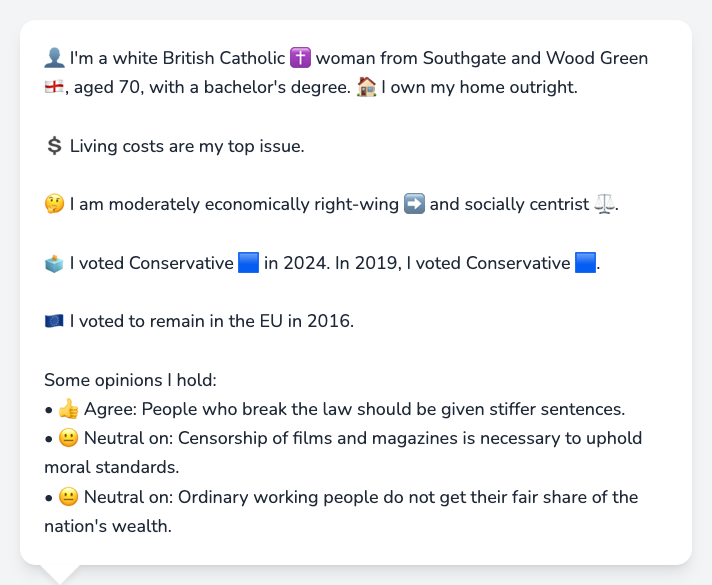 👤 I'm a white British Catholic ✝️ woman from Southgate and Wood Green
🏴󠁧󠁢󠁥󠁮󠁧󠁿, aged 70, with a bachelor's degree. 🏠 I own my home outright.
💲 Living costs are my top issue.
🤔 I am moderately economically right-wing ➡️ and socially centrist ⚖️.
🗳️ I voted Conservative 🟦 in 2024. In 2019, I voted Conservative 🟦.
🇪🇺 I voted to remain in the EU in 2016.
Some opinions I hold:
• 👍 Agree: People who break the law should be given stiffer sentences.
• 😐 Neutral on: Censorship of films and magazines is necessary to uphold
moral standards.
• 😐 Neutral on: Ordinary working people do not get their fair share of the
nation's wealth.